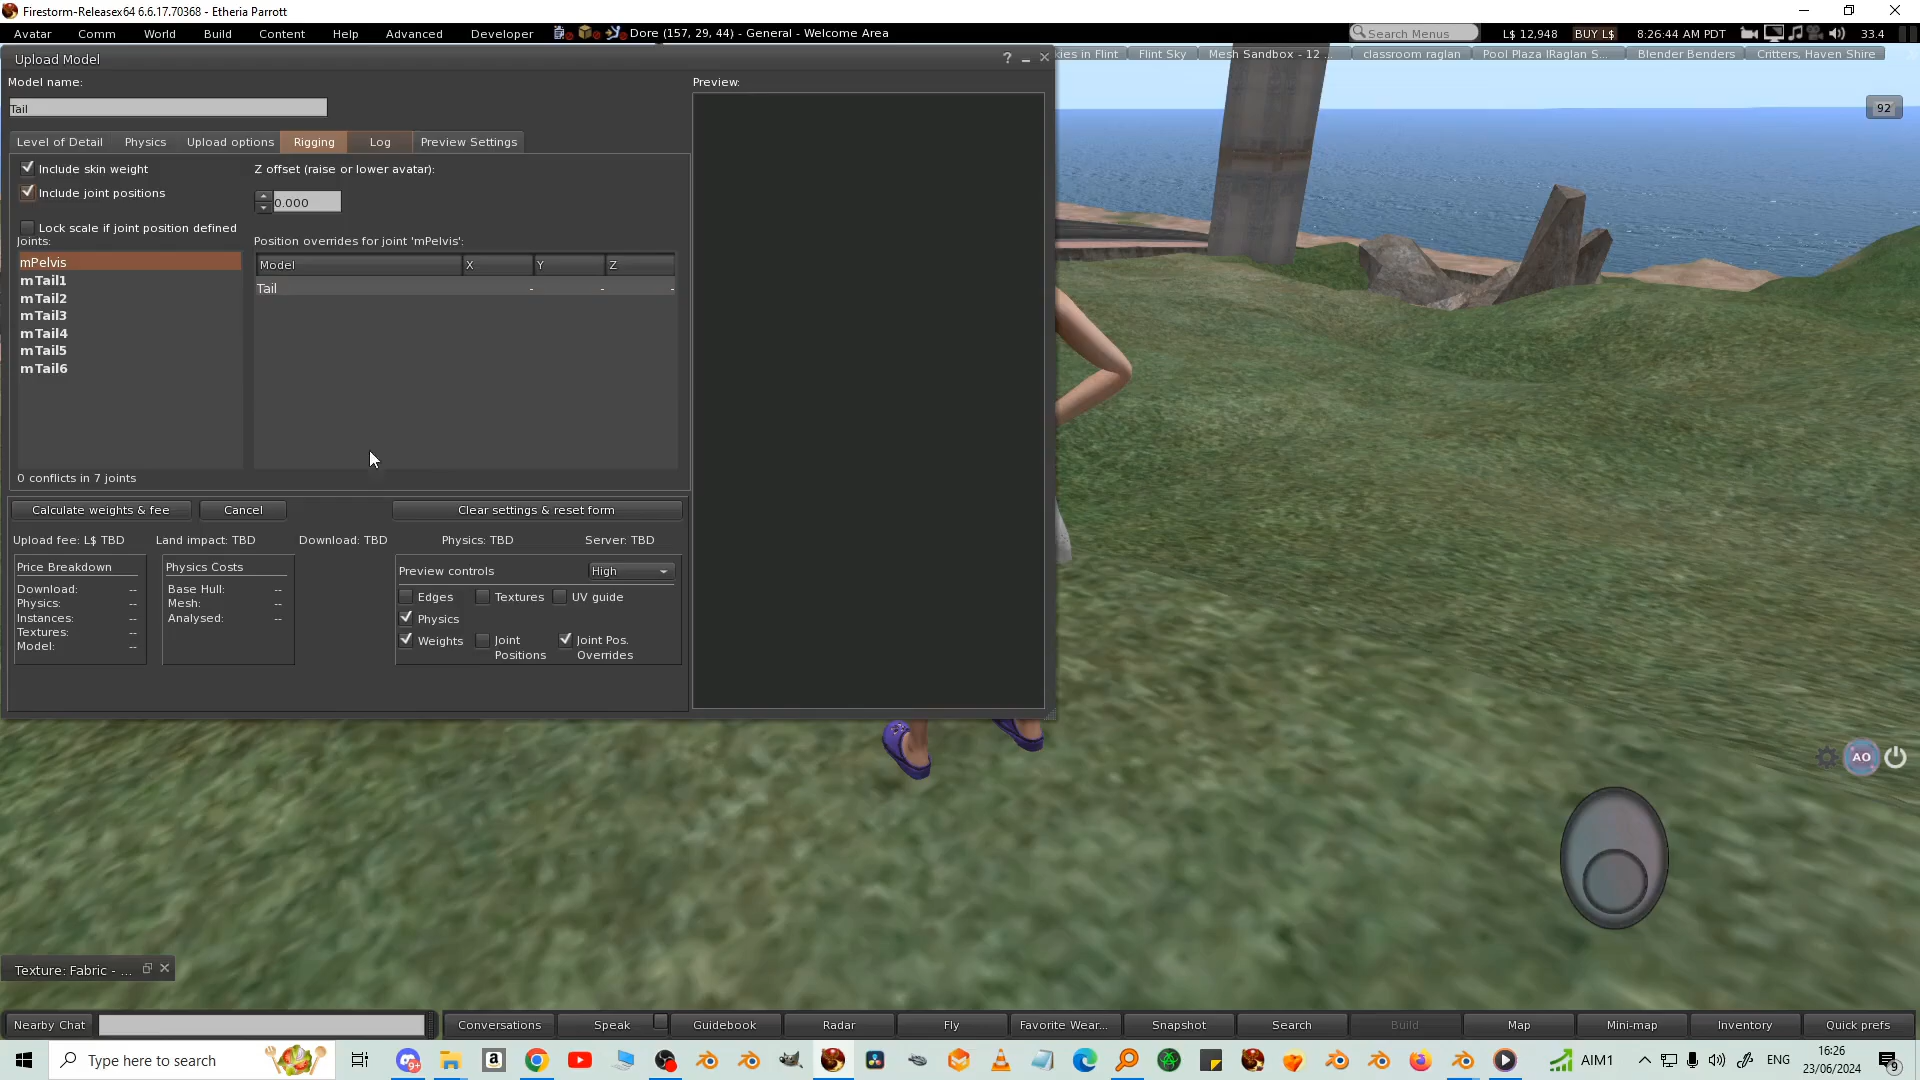 Firestorm-Releasex64 6.6.17.70368 - Etheria Parrott
Avatar Comm World Build Content Help Advanced Developer Dore (157, 29, 44) - General - Welcome Area Search Menus L$ 12,948 BUY L$ 8:26:44 AM PDT 33.4
kies in Flint Flint Sky Mesh Sandbox - 12 ... classroom raglan Pool Plaza IRaglan S... Blender Benders Critters, Haven Shire
Upload Model ?
92
Model name:
Preview:
Tail
Level of Detail Physics Upload options Rigging Log Preview Settings
Include skin weight
Z offset (raise or lower avatar):
Include joint positions
0.000
Lock scale if joint position defined
Joints:
Position overrides for joint 'mPelvis':
Model X Y Z
Tail - - -
mPelvis
mTail1
mTail2
mTail3
mTail4
mTail5
mTail6
0 conflicts in 7 joints
Calculate weights & fee Cancel Clear settings & reset form
Upload fee: L$ TBD Land impact: TBD Download: TBD Physics: TBD Server: TBD
Price Breakdown
Download: --
Physics: --
Instances: --
Textures: --
Model: --
Physics Costs
Base Hull: --
Mesh: --
Analysed: --
Preview controls High
Edges Textures UV guide
Physics
Weights Joint Positions Joint Pos. Overrides
AO
Texture: Fabric - ...
Nearby Chat Conversations Speak Guidebook Radar Fly Favorite Wear... Snapshot Search Build Map Mini-map Inventory Quick prefs
Type here to search 9+ a AIM1 ENG 16:26
23/06/2024 9